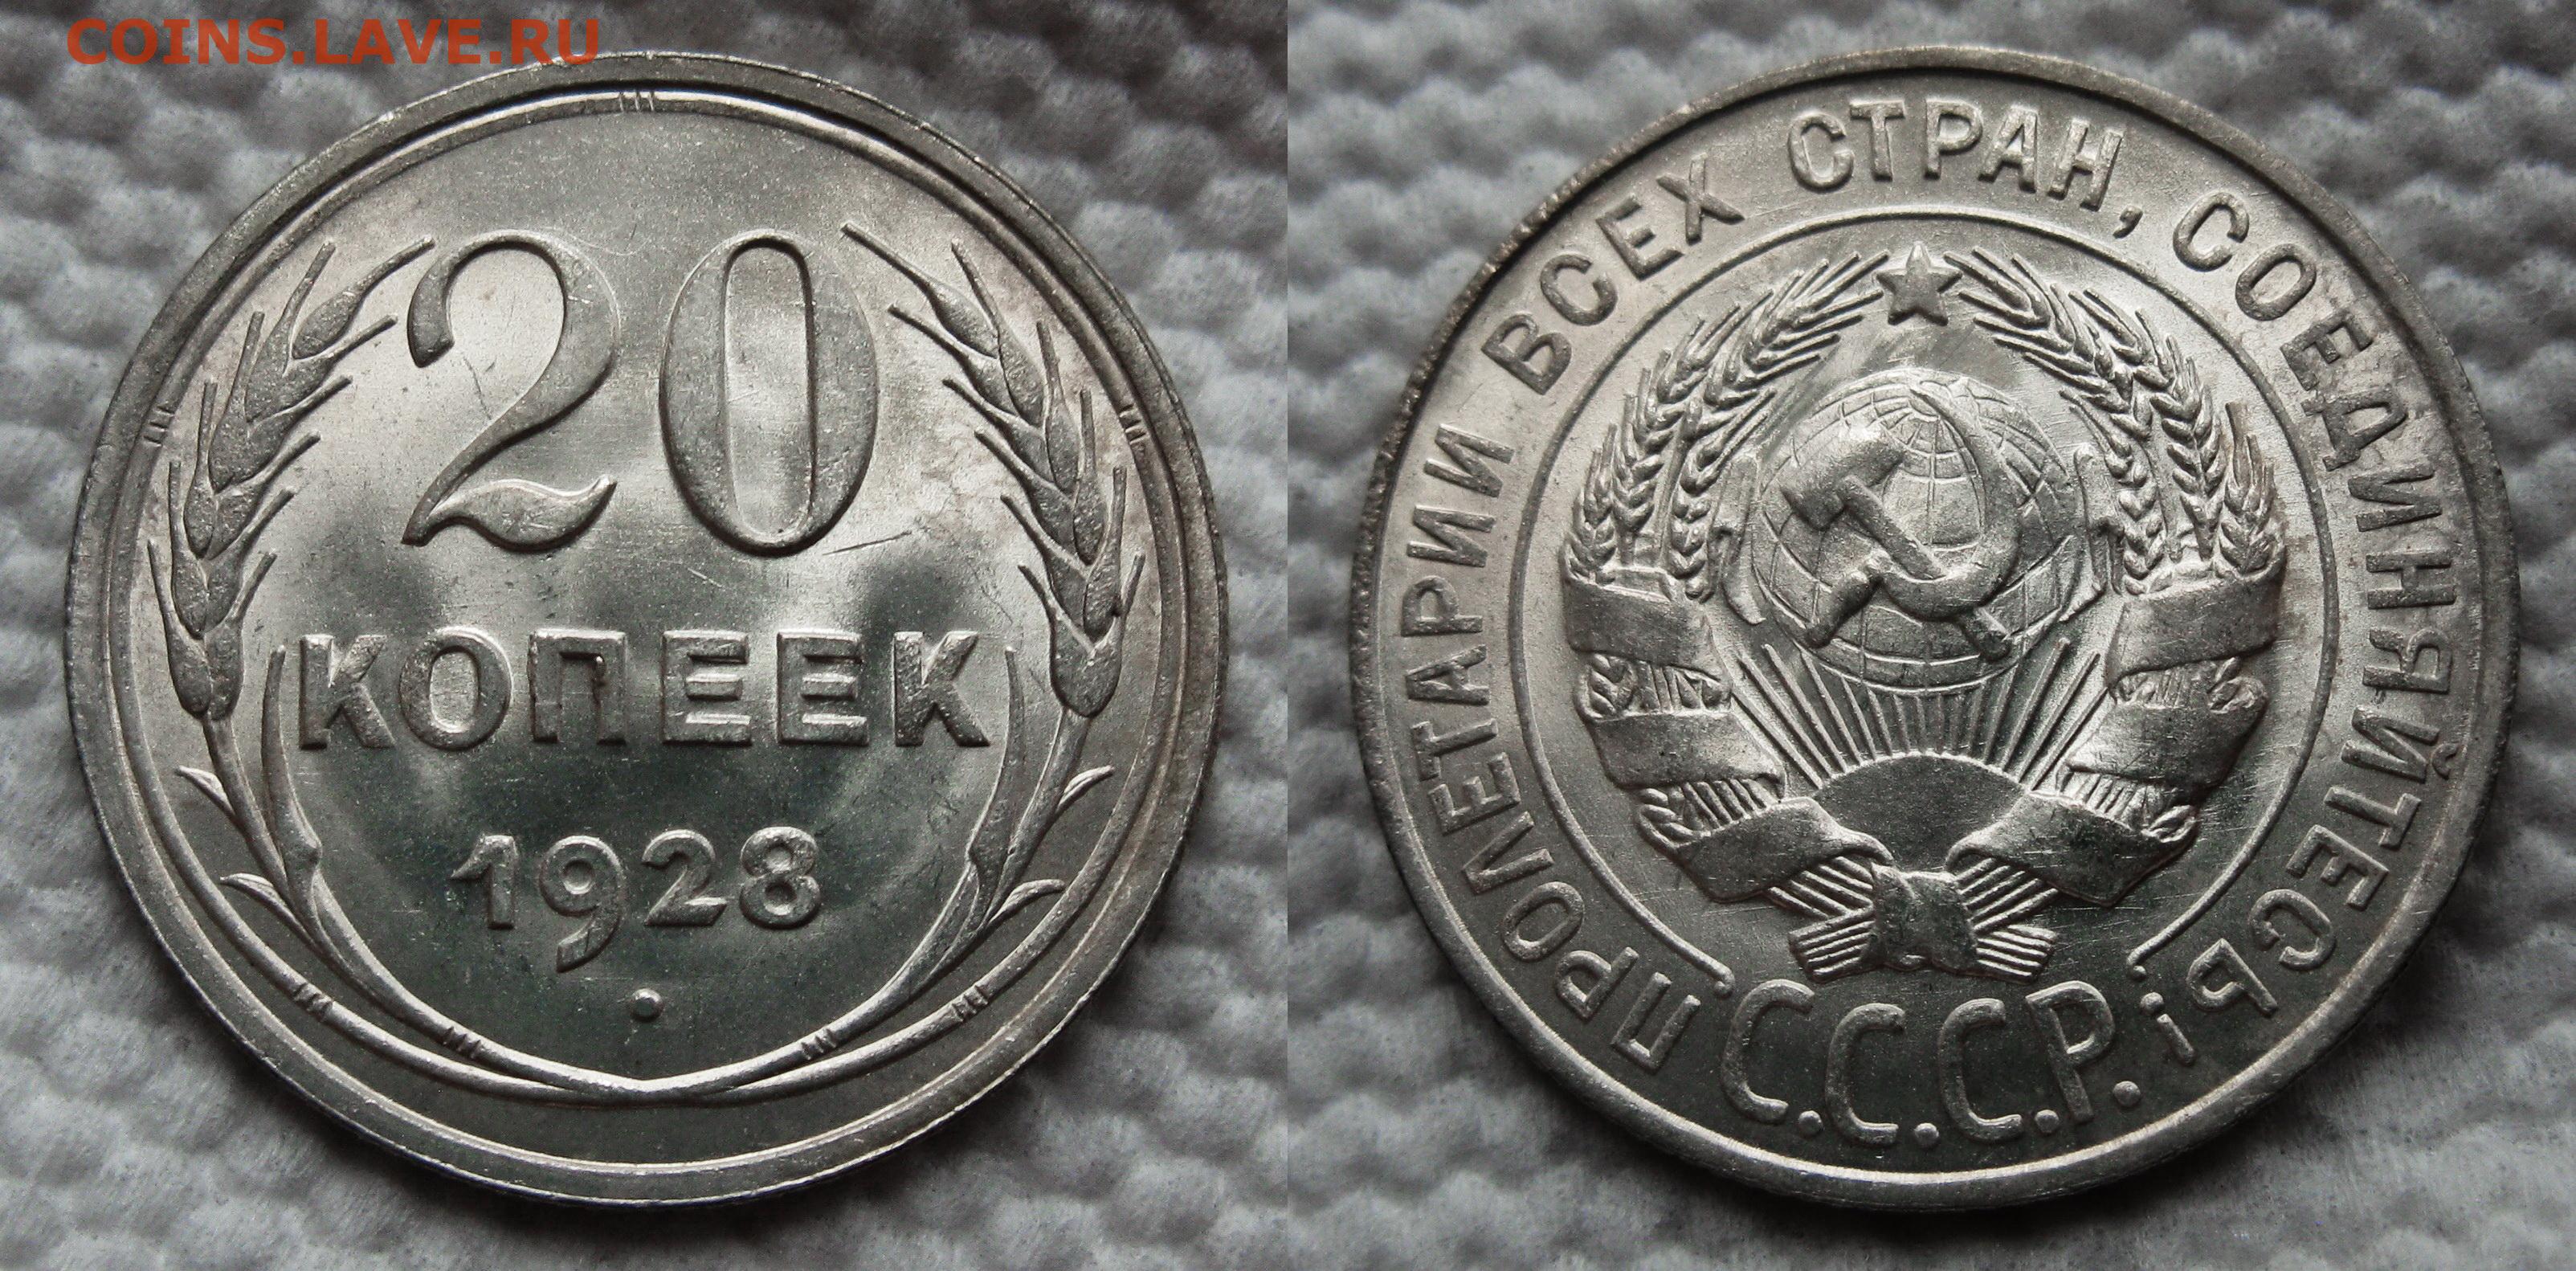 COINS.LAVE.RU
20
КОПЕЕК
1928
ПРОЛЕТАРИИ ВСЕХ СТРАН, СОЕДИНЯЙТЕСЬ!
С.С.С.Р.